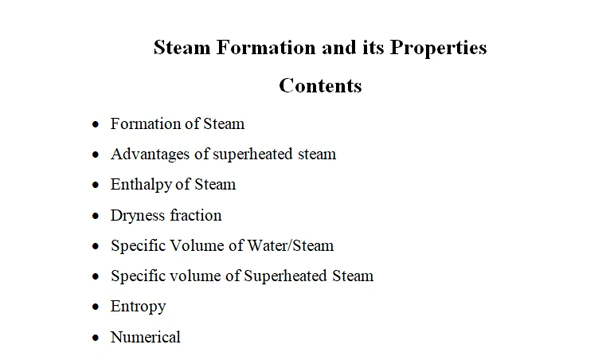 Steam Formation and its Properties
Contents
• Formation of Steam
• Advantages of superheated steam
• Enthalpy of Steam
• Dryness fraction
• Specific Volume of Water/Steam
• Specific volume of Superheated Steam
• Entropy
• Numerical